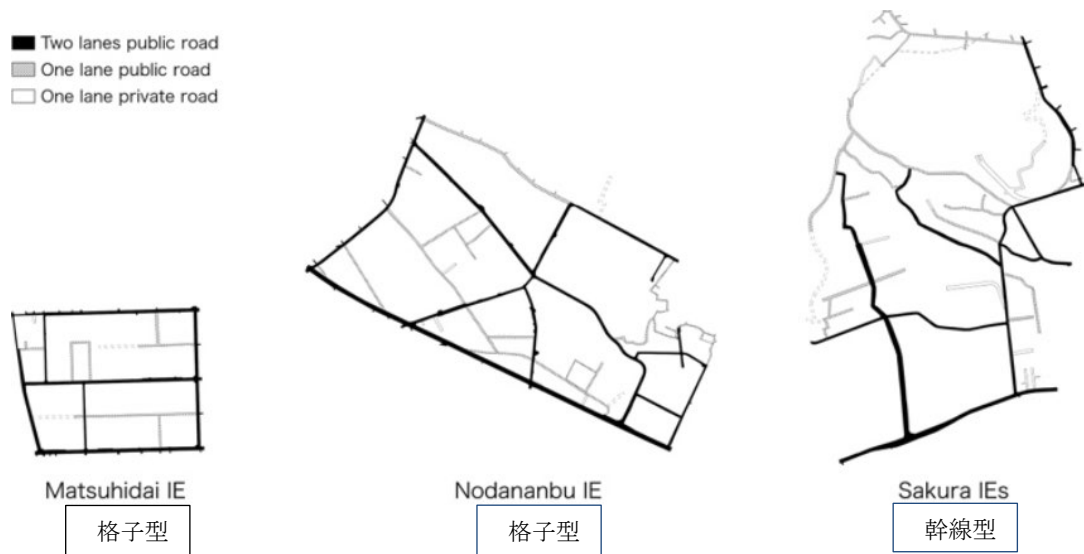 Two lanes public road
One lane public road
One lane private road
Matsuhidai IE
Nodananbu IE
Sakura IEs
格子型
格子型
幹線型